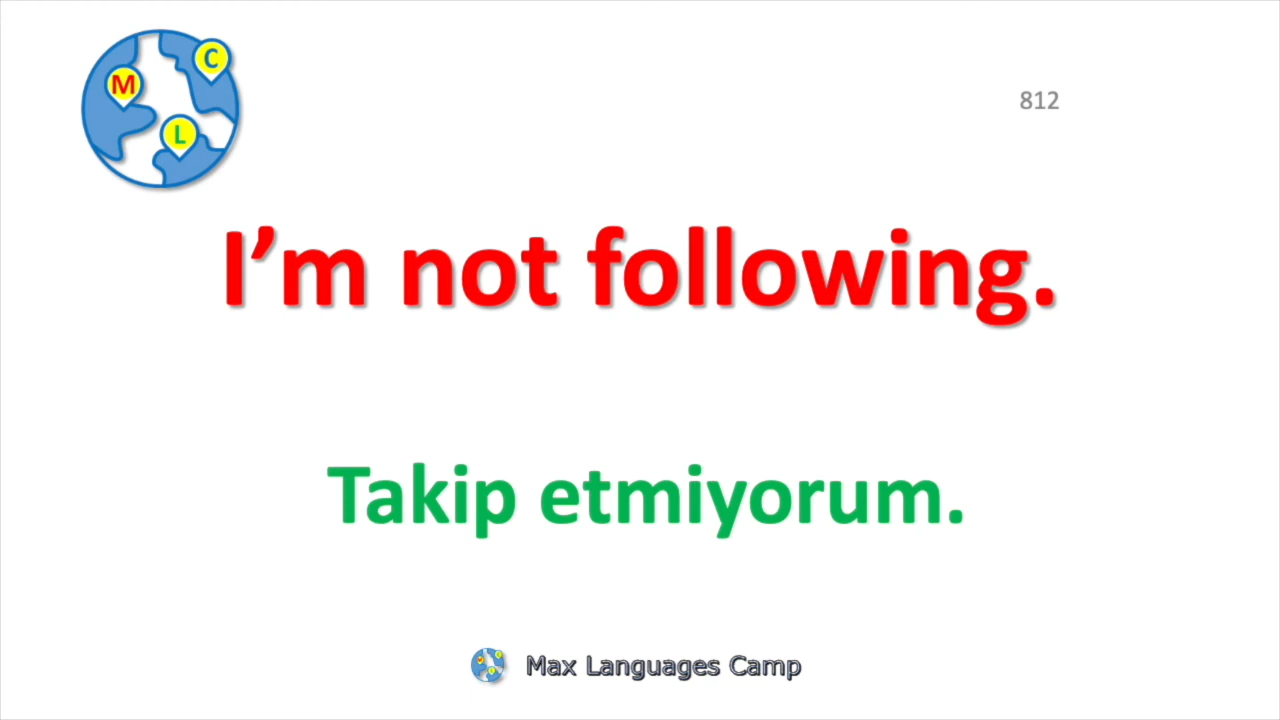 C
M
L
812
I’m not following.
Takip etmiyorum.
Max Languages Camp